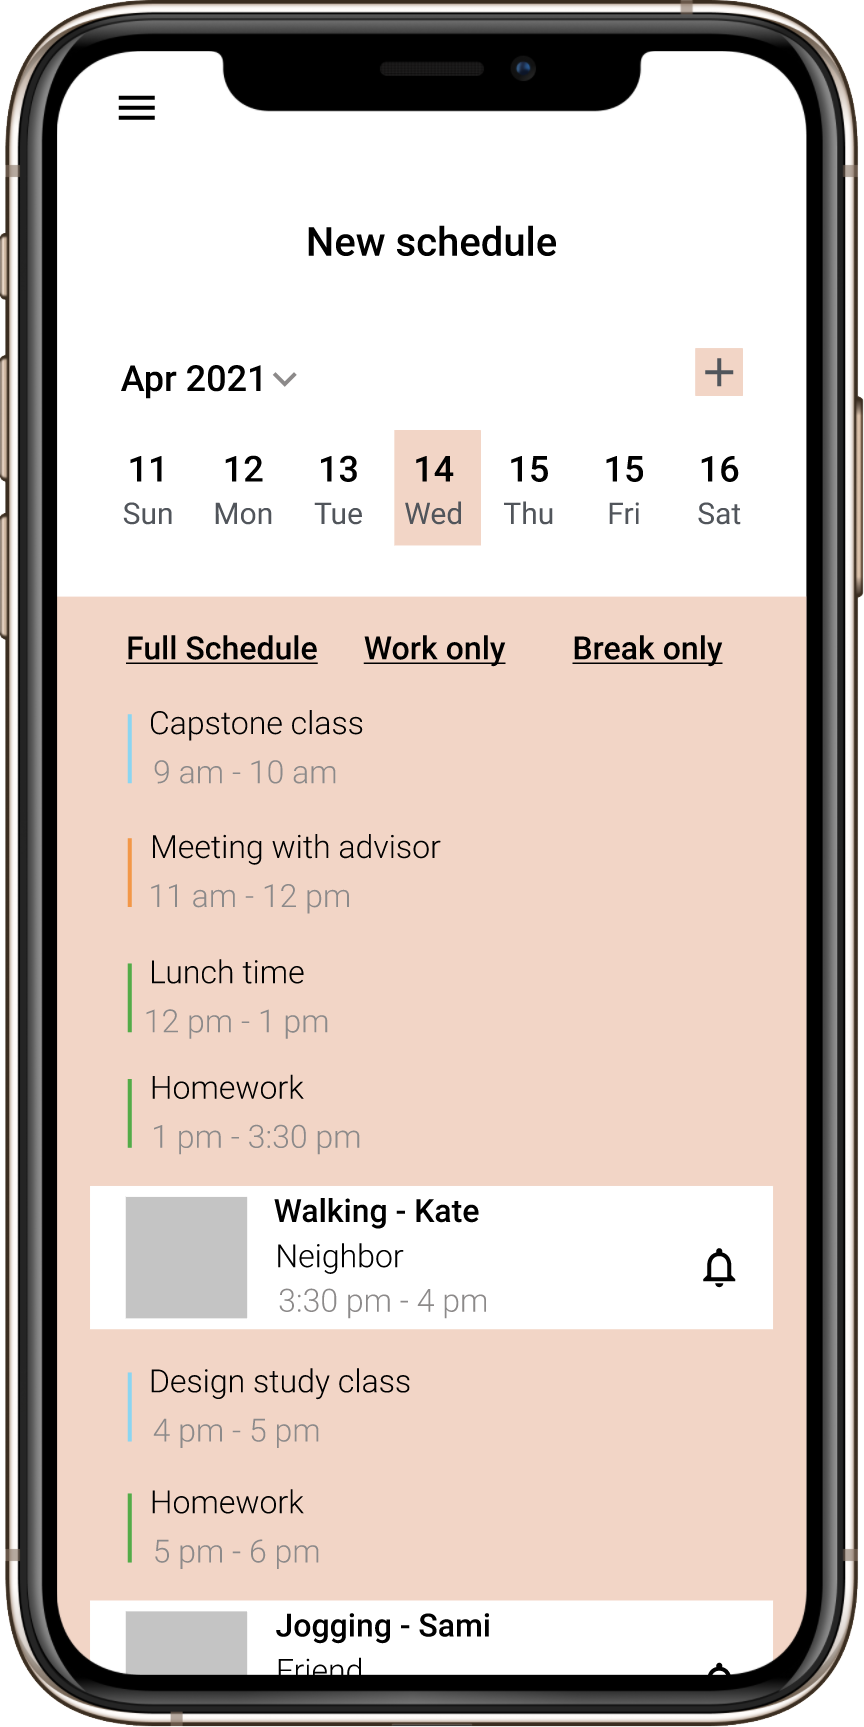 New schedule
Apr 2021
11 12 13 14 15 15 16
Sun Mon Tue Wed Thu Fri Sat
Full Schedule Work only Break only
Capstone class
9 am - 10 am
Meeting with advisor
11 am - 12 pm
Lunch time
12 pm - 1 pm
Homework
1 pm - 3:30 pm
Walking - Kate
Neighbor
3:30 pm - 4 pm
Design study class
4 pm - 5 pm
Homework
5 pm - 6 pm
Jogging - Sami
Friend